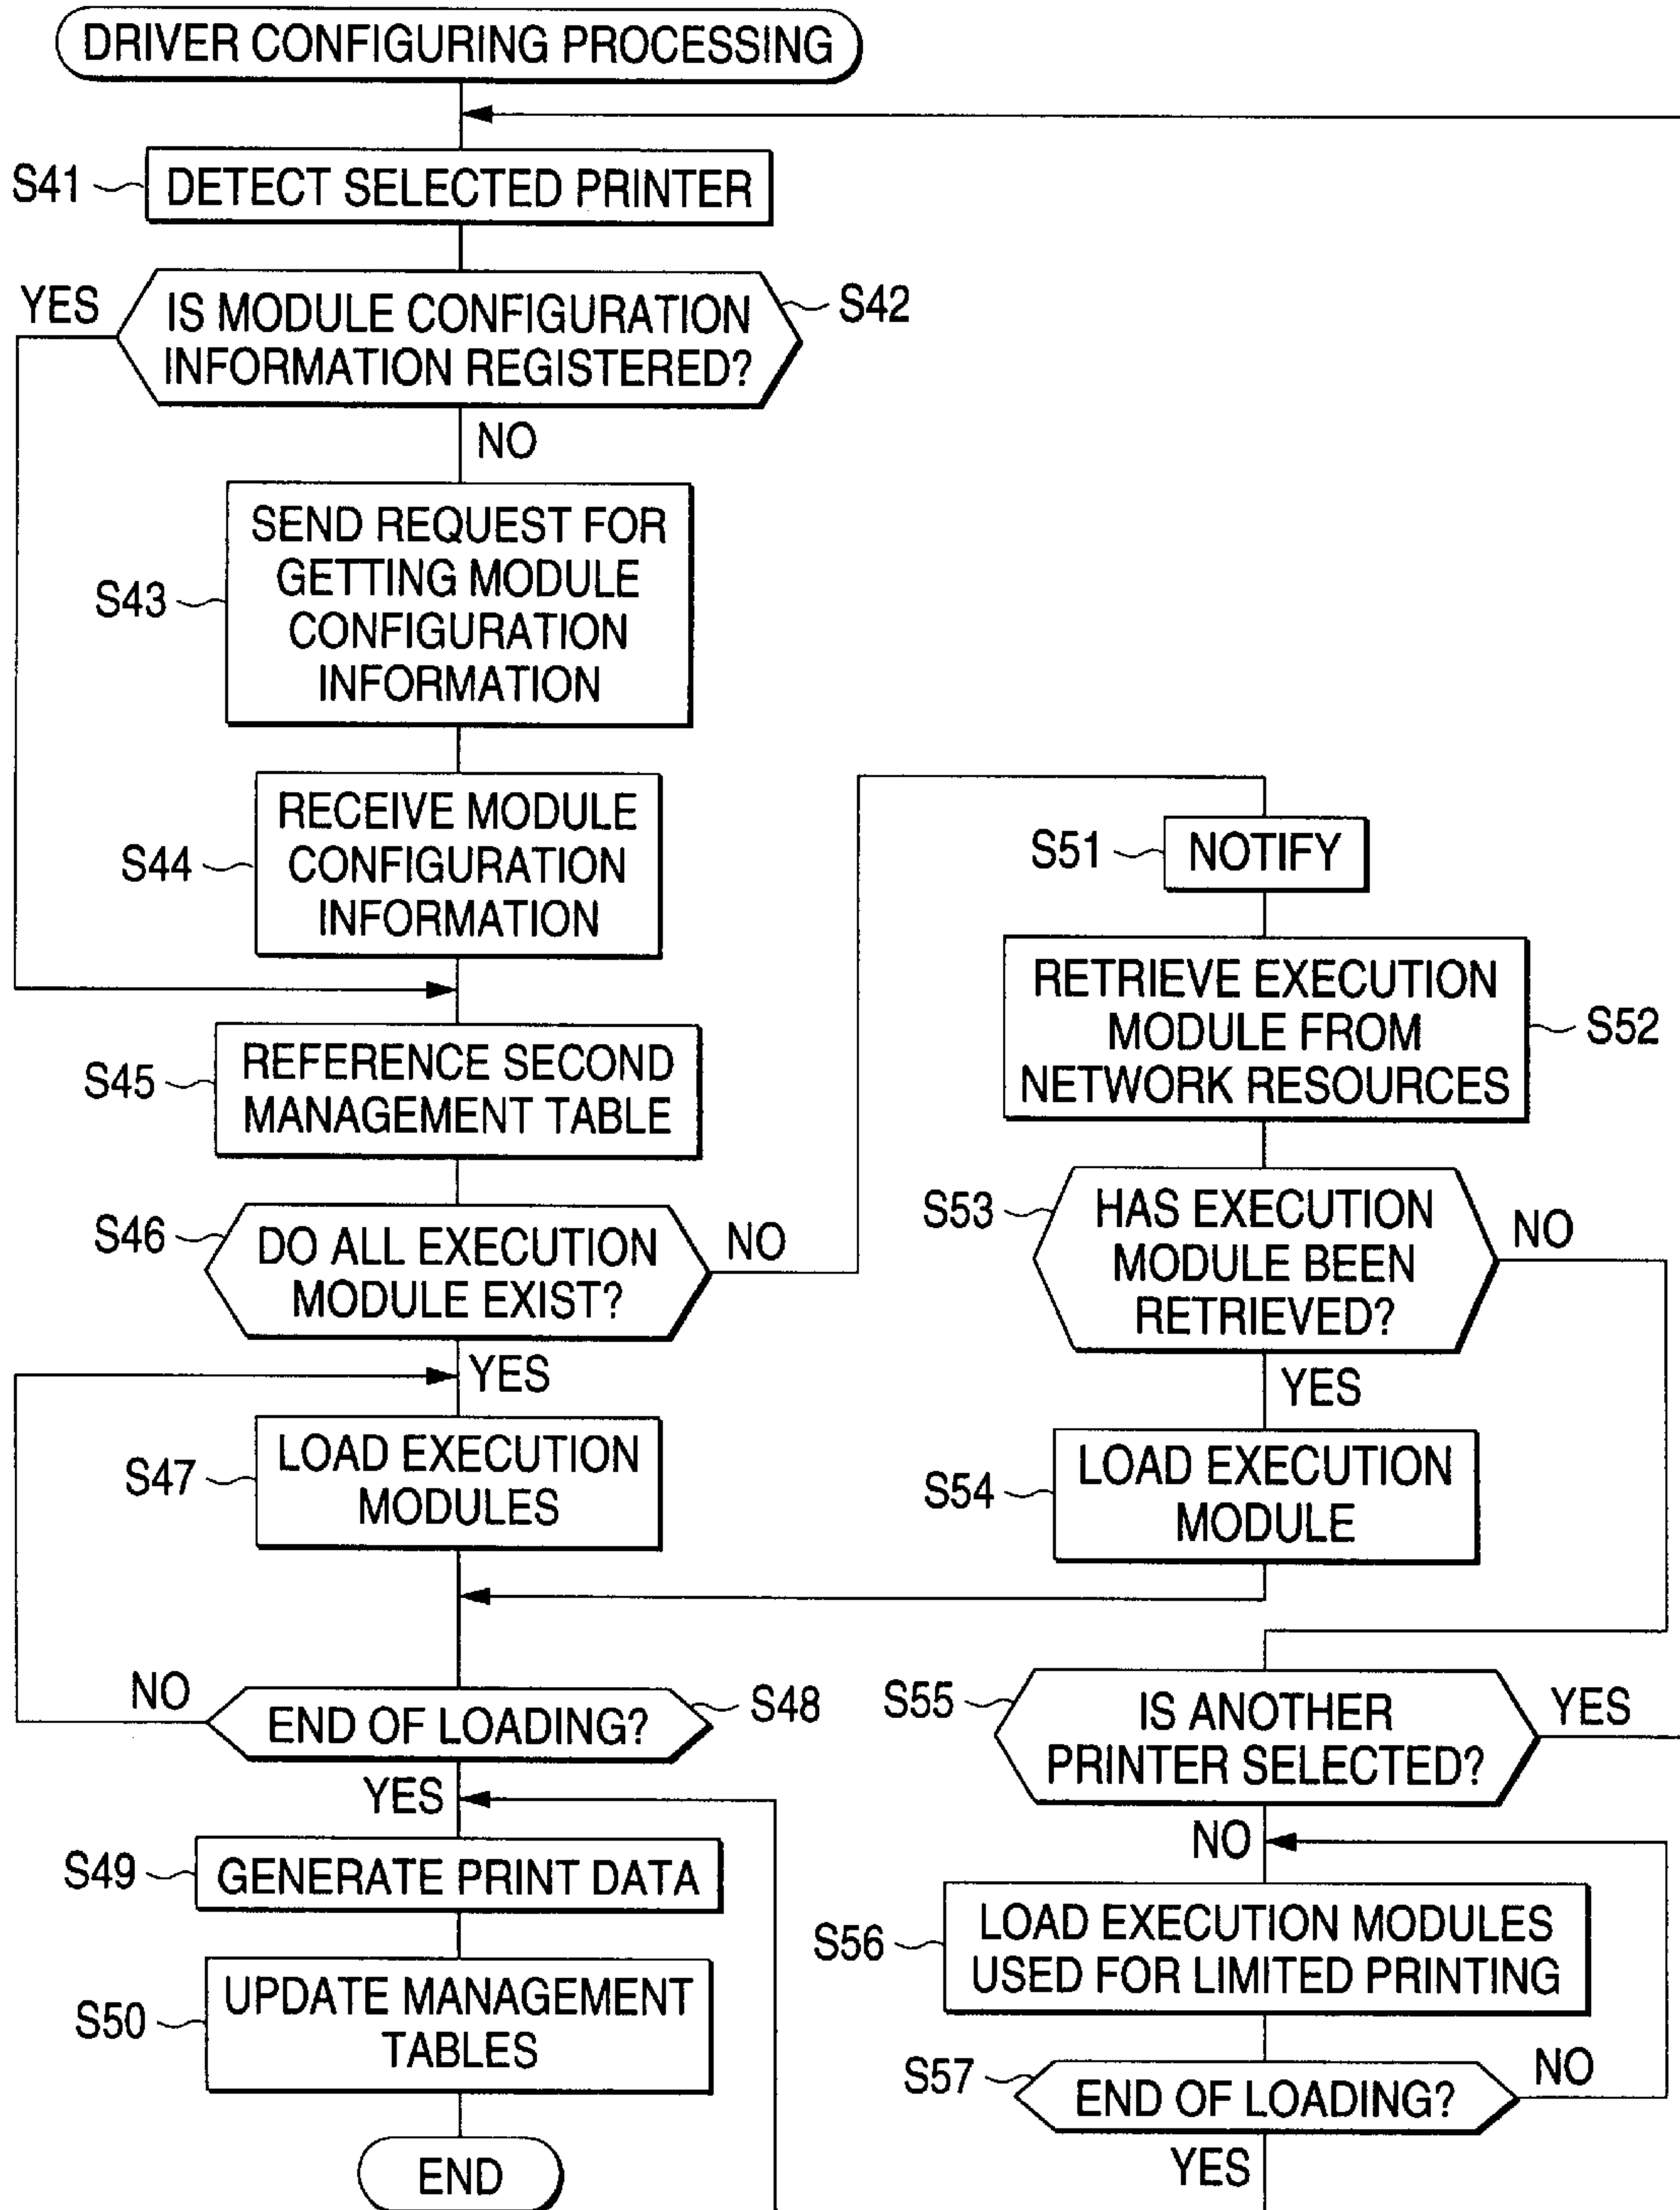 DRIVER CONFIGURING PROCESSING
S41
DETECT SELECTED PRINTER
YES
IS MODULE CONFIGURATION
INFORMATION REGISTERED?
S42
NO
S43
SEND REQUEST FOR
GETTING MODULE
CONFIGURATION
INFORMATION
S44
RECEIVE MODULE
CONFIGURATION
INFORMATION
S45
REFERENCE SECOND
MANAGEMENT TABLE
S46
DO ALL EXECUTION
MODULE EXIST?
NO
YES
S47
LOAD EXECUTION
MODULES
NO
END OF LOADING?
S48
YES
S49
GENERATE PRINT DATA
S50
UPDATE MANAGEMENT
TABLES
END
S51
NOTIFY
RETRIEVE EXECUTION
MODULE FROM
NETWORK RESOURCES
S52
S53
HAS EXECUTION
MODULE BEEN
RETRIEVED?
NO
YES
S54
LOAD EXECUTION
MODULE
S55
IS ANOTHER
PRINTER SELECTED?
YES
NO
S56
LOAD EXECUTION MODULES
USED FOR LIMITED PRINTING
S57
END OF LOADING?
NO
YES